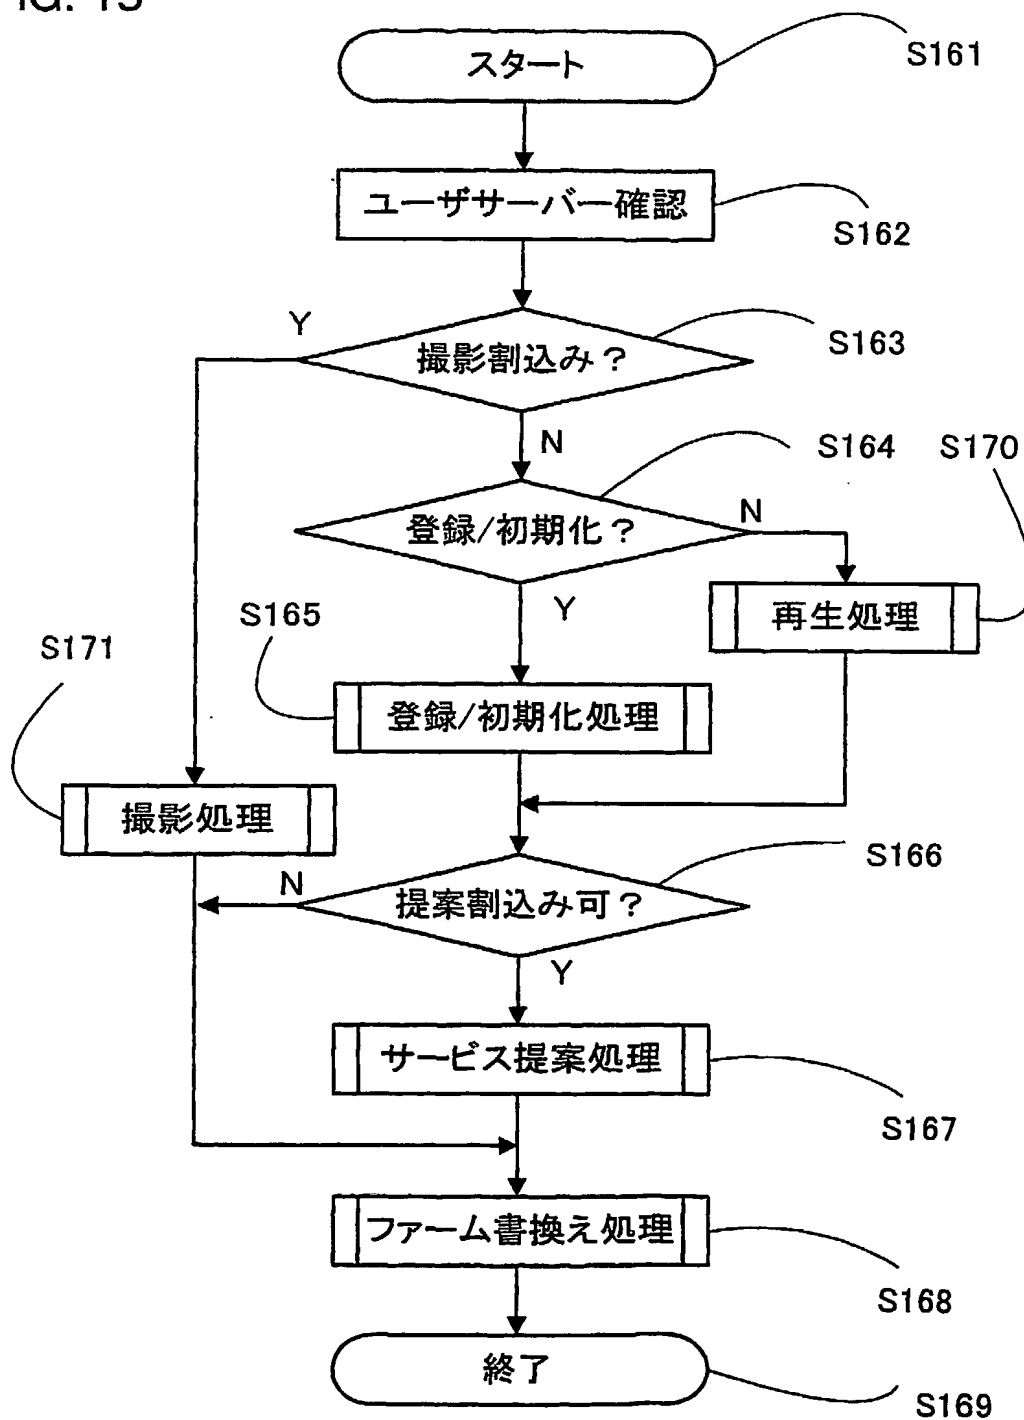 スタート
S161
ユーザサーバー確認
S162
Y
撮影割込み？
S163
N
S164
S170
登録/初期化？
N
Y
S165
再生処理
S171
登録/初期化処理
撮影処理
S166
N
提案割込み可？
Y
サービス提案処理
S167
ファーム書換え処理
S168
終了
S169